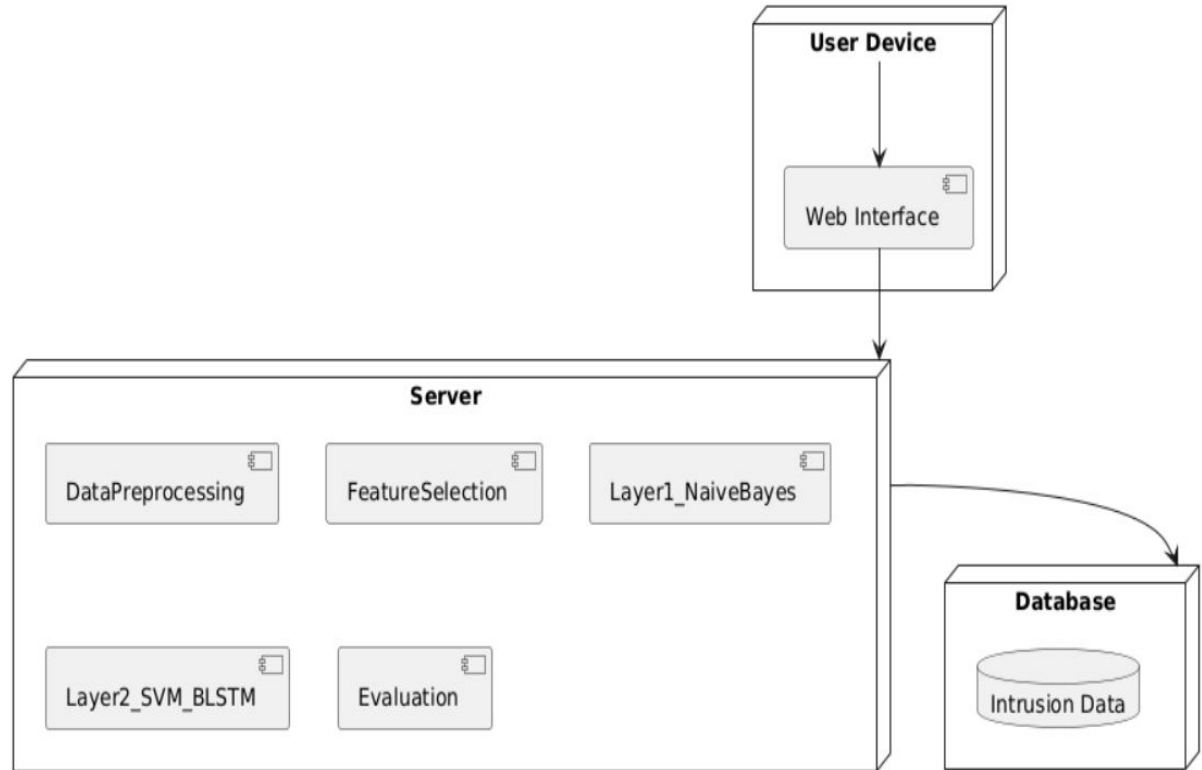 User Device
Web Interface
Server
DataPreprocessing
FeatureSelection
Layer1_NaiveBayes
Layer2_SVM_BLSTM
Evaluation
Database
Intrusion Data